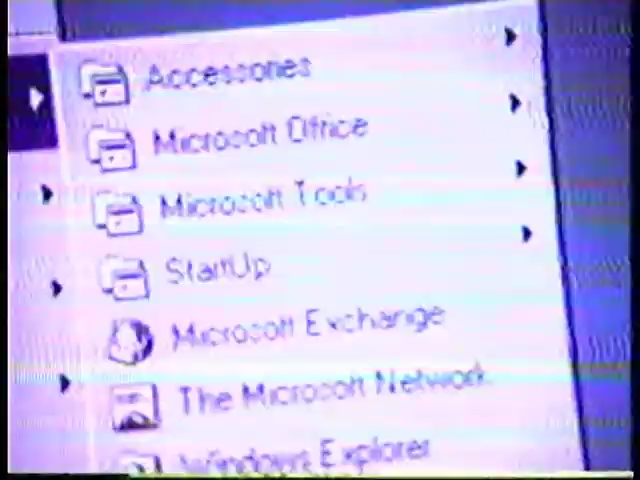 Accessories
Microsoft Office
Microsoft Tools
StartUp
Microsoft Exchange
The Microsoft Network
Windows Explorer